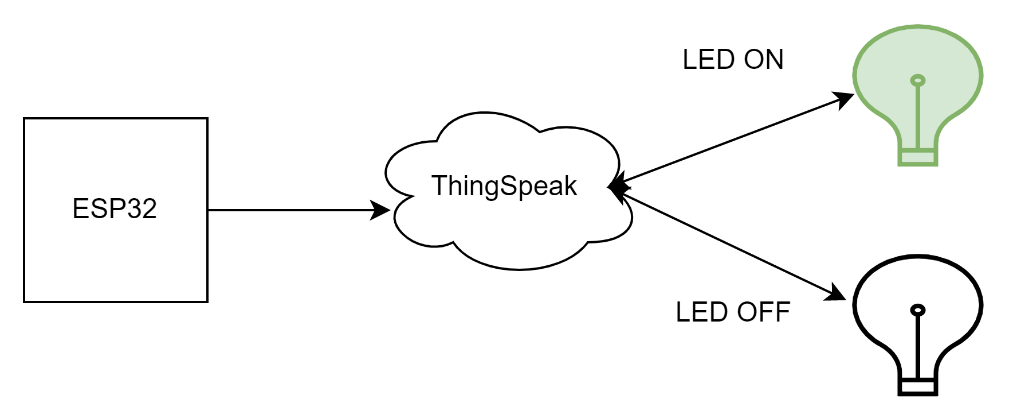 LED ON
ESP32
ThingSpeak
LED OFF